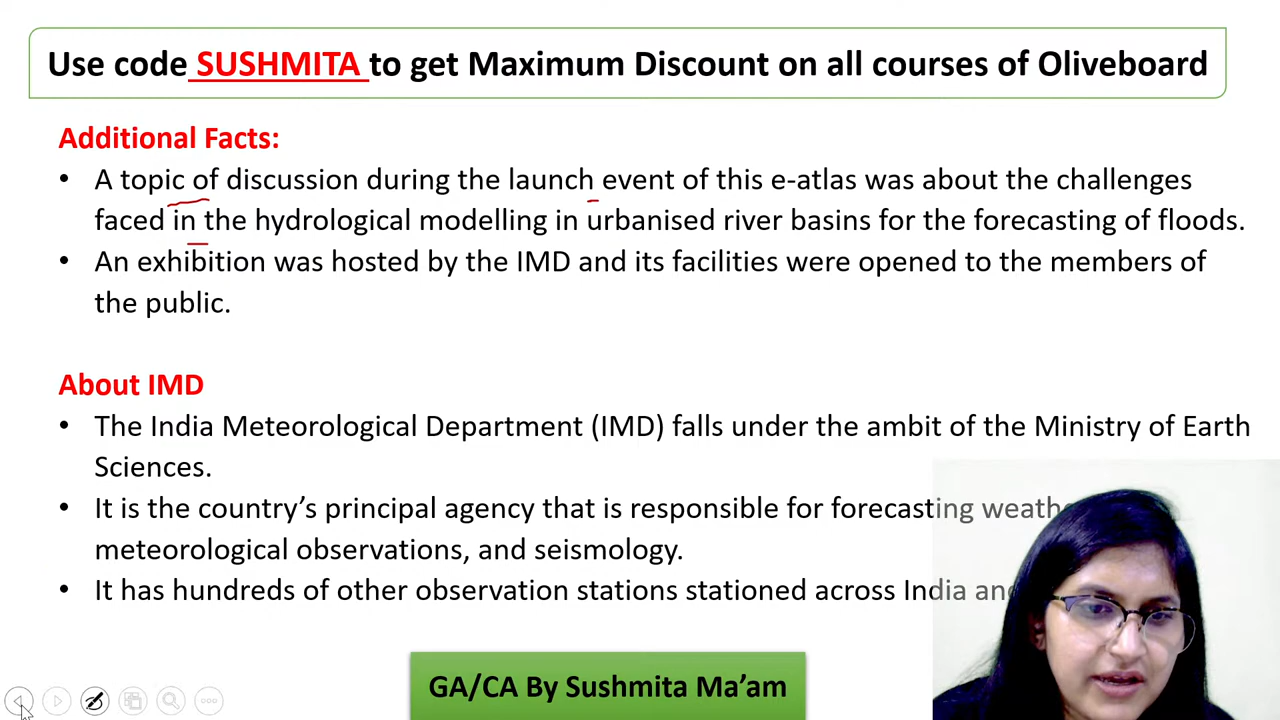 Use code SUSHMITA to get Maximum Discount on all courses of Oliveboard
Additional Facts:
• A topic of discussion during the launch event of this e-atlas was about the challenges
faced in the hydrological modelling in urbanised river basins for the forecasting of floods.
• An exhibition was hosted by the IMD and its facilities were opened to the members of
the public.
About IMD
• The India Meteorological Department (IMD) falls under the ambit of the Ministry of Earth
Sciences.
• It is the country's principal agency that is responsible for forecasting
meteorological observations, and seismology.
• It has hundreds of other observation stations stationed across India
GA/CA By Sushmita Ma'am